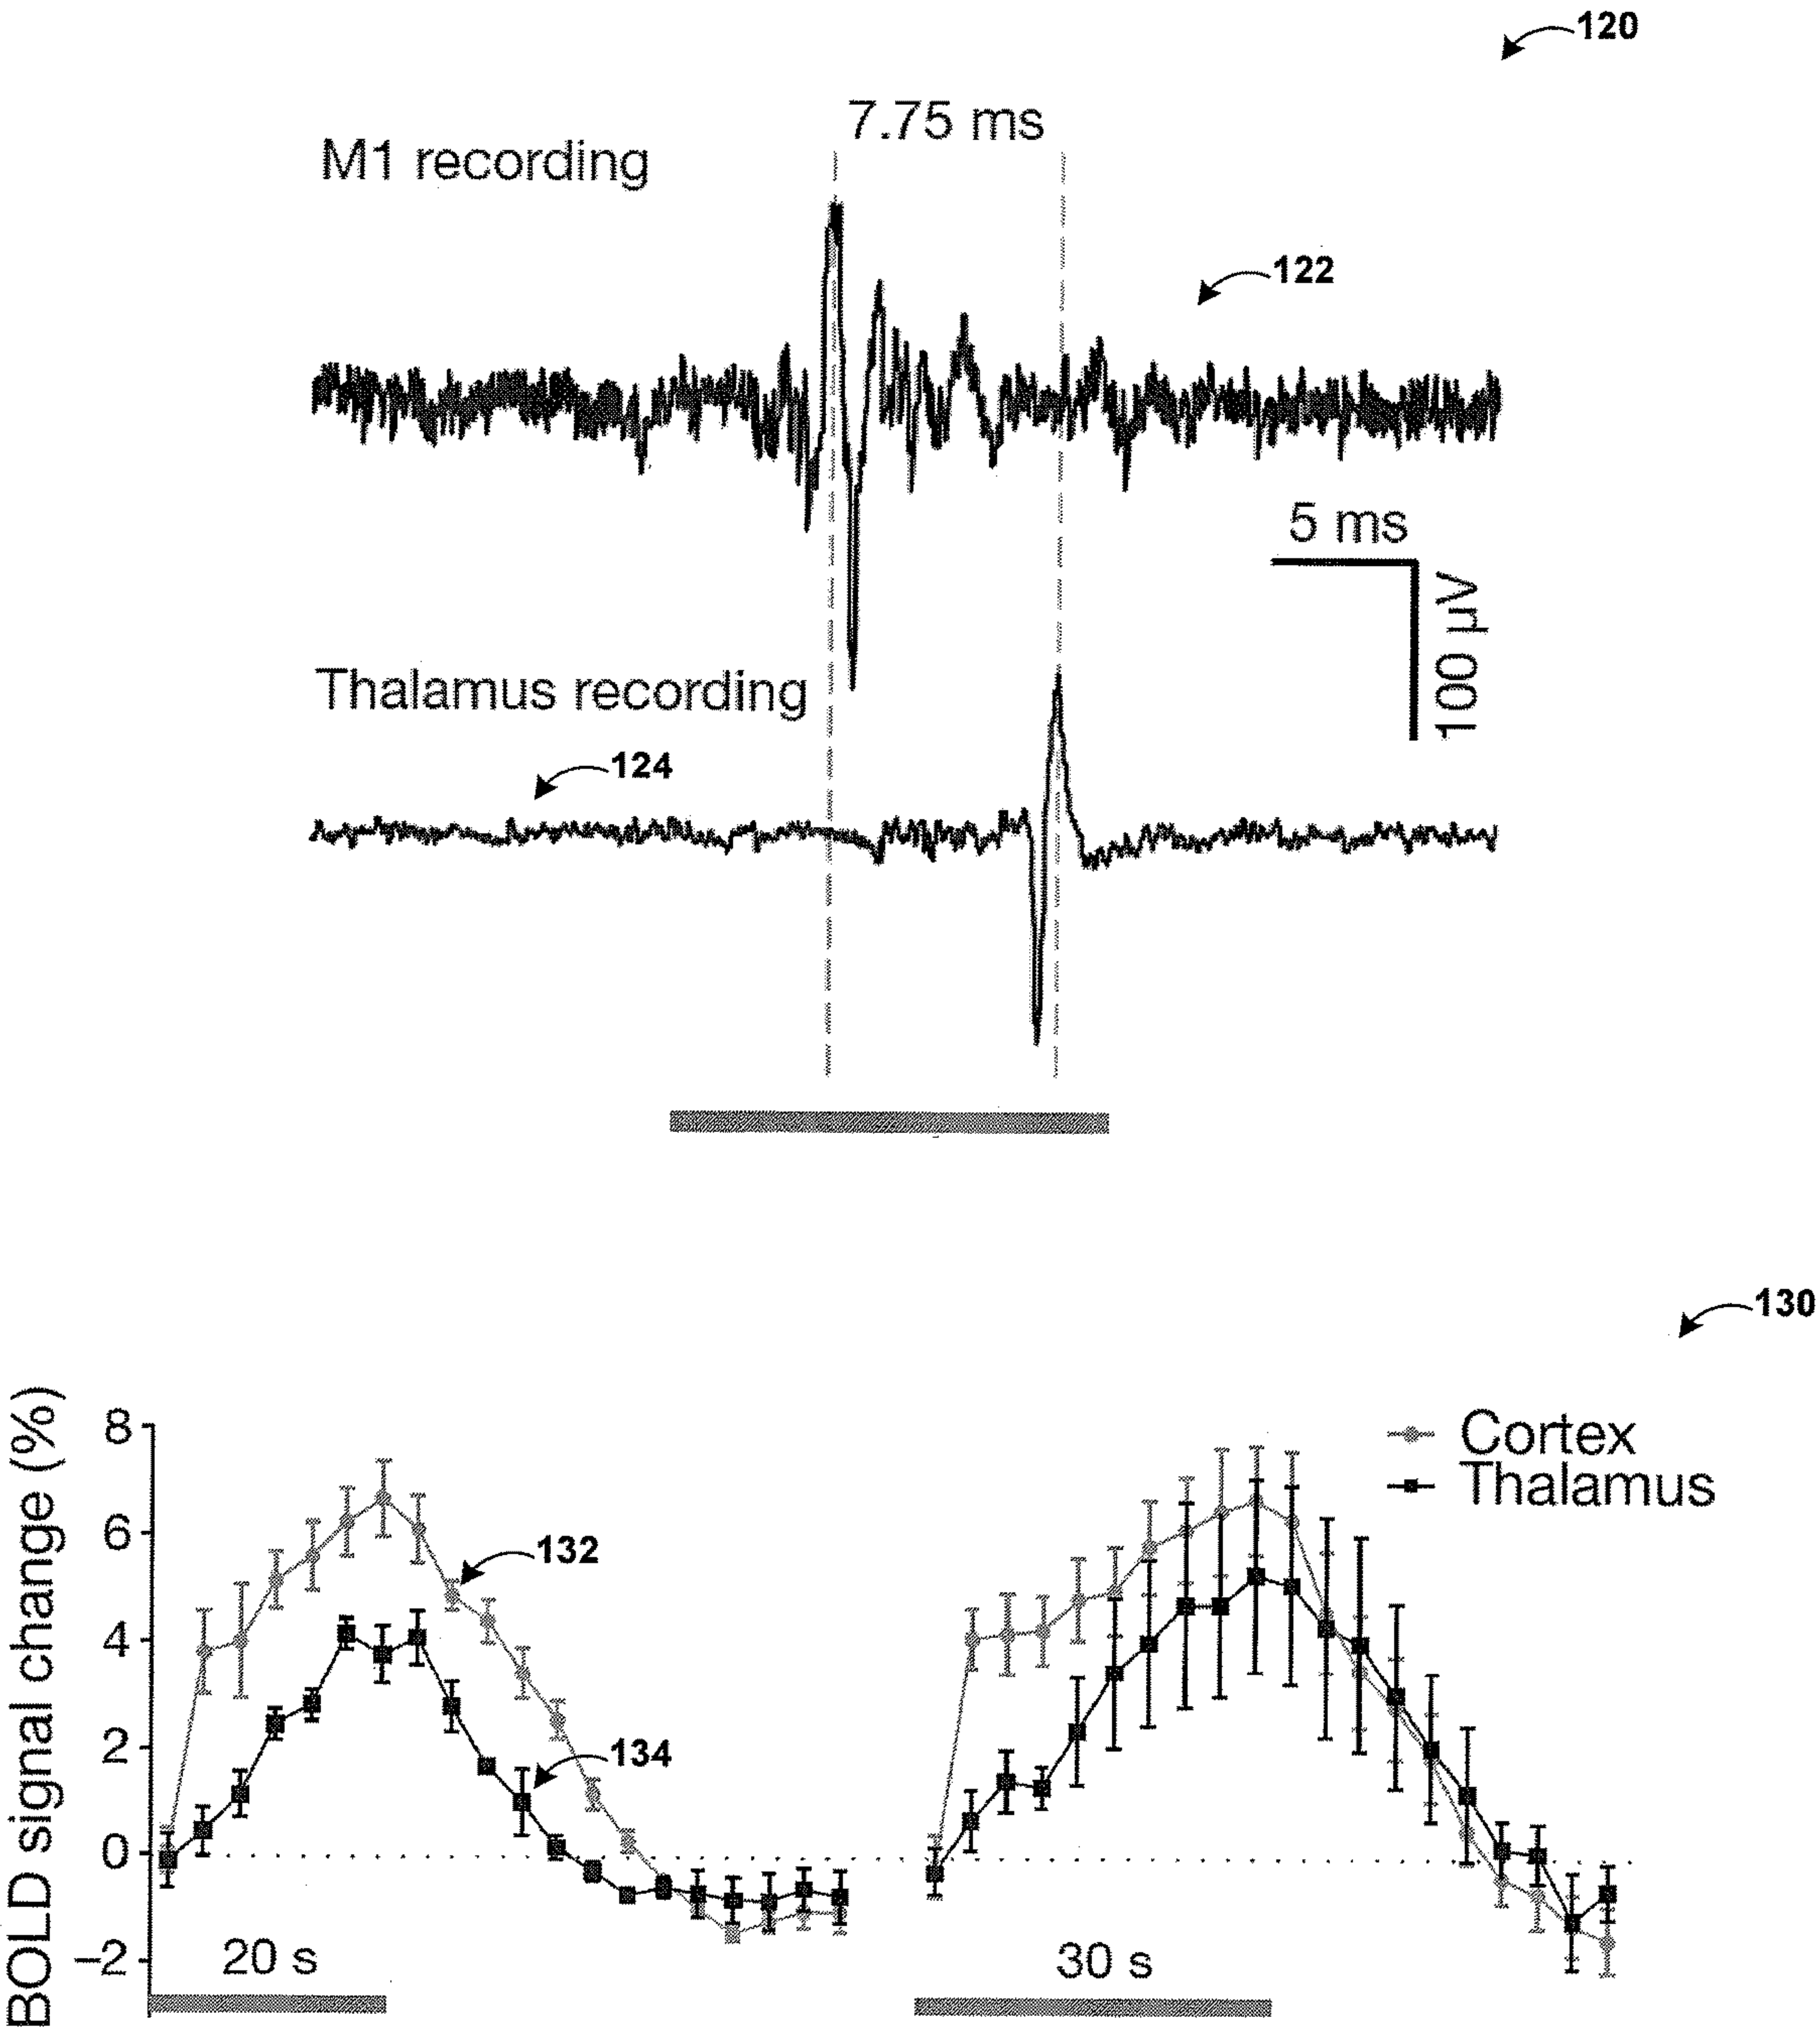 120
7.75 ms
M1 recording
122
5 ms
100 µV
Thalamus recording
124
130
BOLD signal change (%)
8
6
4
2
0
−2
Cortex
Thalamus
132
134
20 s
30 s